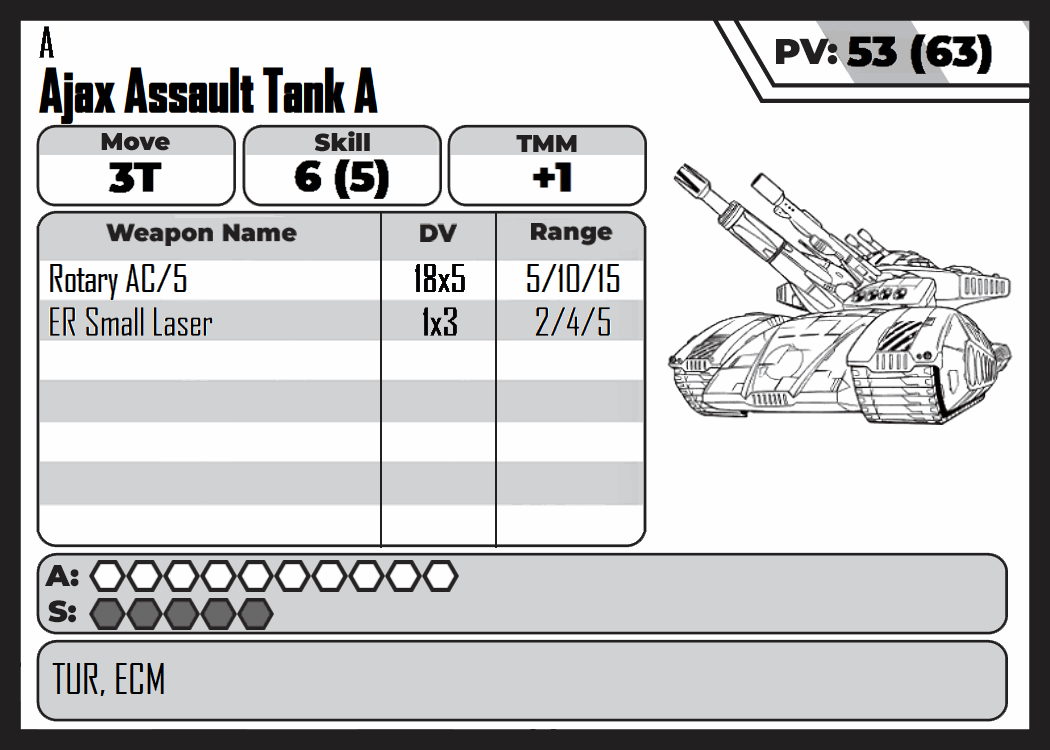 A
Ajax Assault Tank A
PV: 53 (63)
Move
3T
Skill
6 (5)
TMM
+1
Weapon Name DV Range
Rotary AC/5 18x5 5/10/15
ER Small Laser 1x3 2/4/5
A:
S:
TUR, ECM